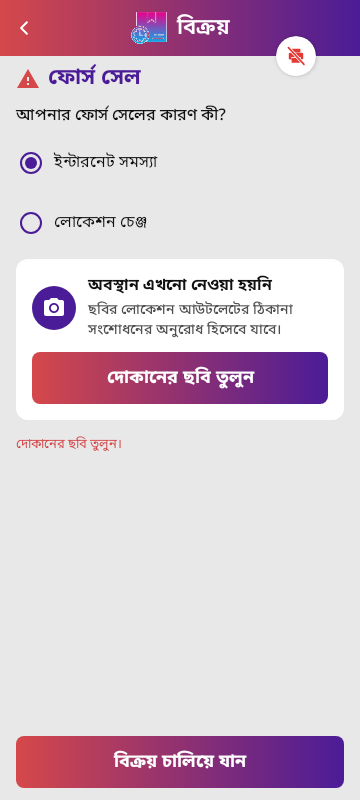 বিক্রয়
ফোর্স সেল
আপনার ফোর্স সেলের কারণ কী?
ইন্টারনেট সমস্যা
লোকেশন চেঞ্জ
অবস্থান এখনো নেওয়া হয়নি
ছবির লোকেশন আউটলেটের ঠিকানা
সংশোধনের অনুরোধ হিসেবে যাবে।
দোকানের ছবি তুলুন
দোকানের ছবি তুলুন।
বিক্রয় চালিয়ে যান